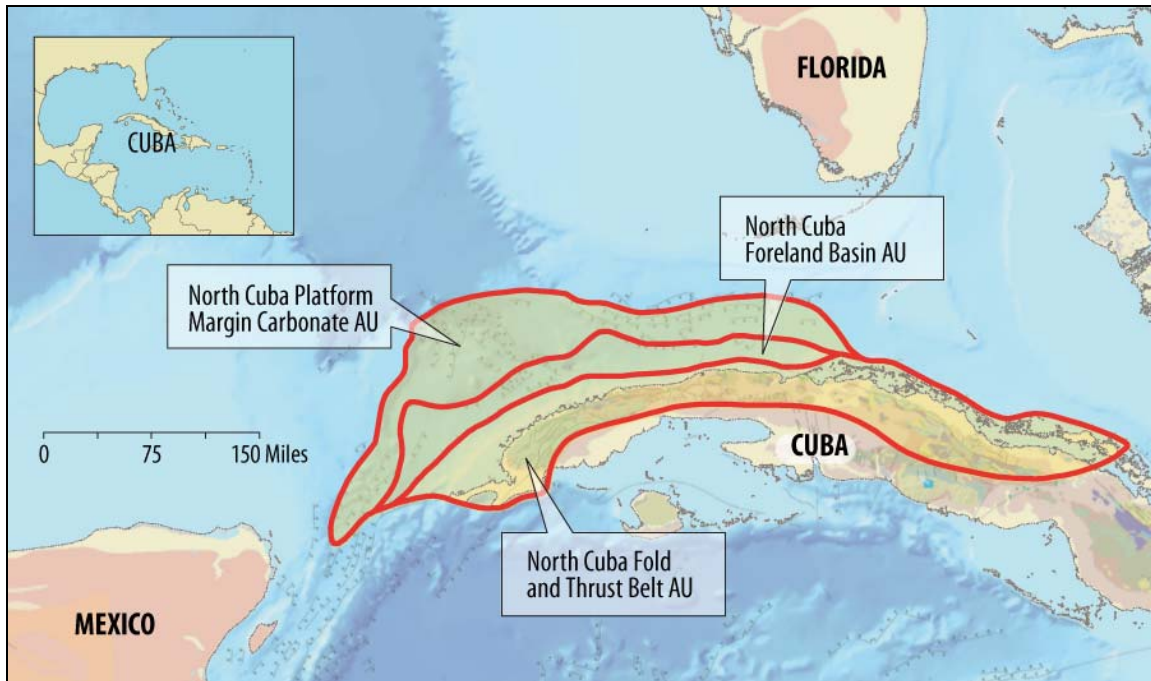 CUBA
FLORIDA
North Cuba
Foreland Basin AU
North Cuba Platform
Margin Carbonate AU
0 75 150 Miles
CUBA
North Cuba Fold
and Thrust Belt AU
MEXICO